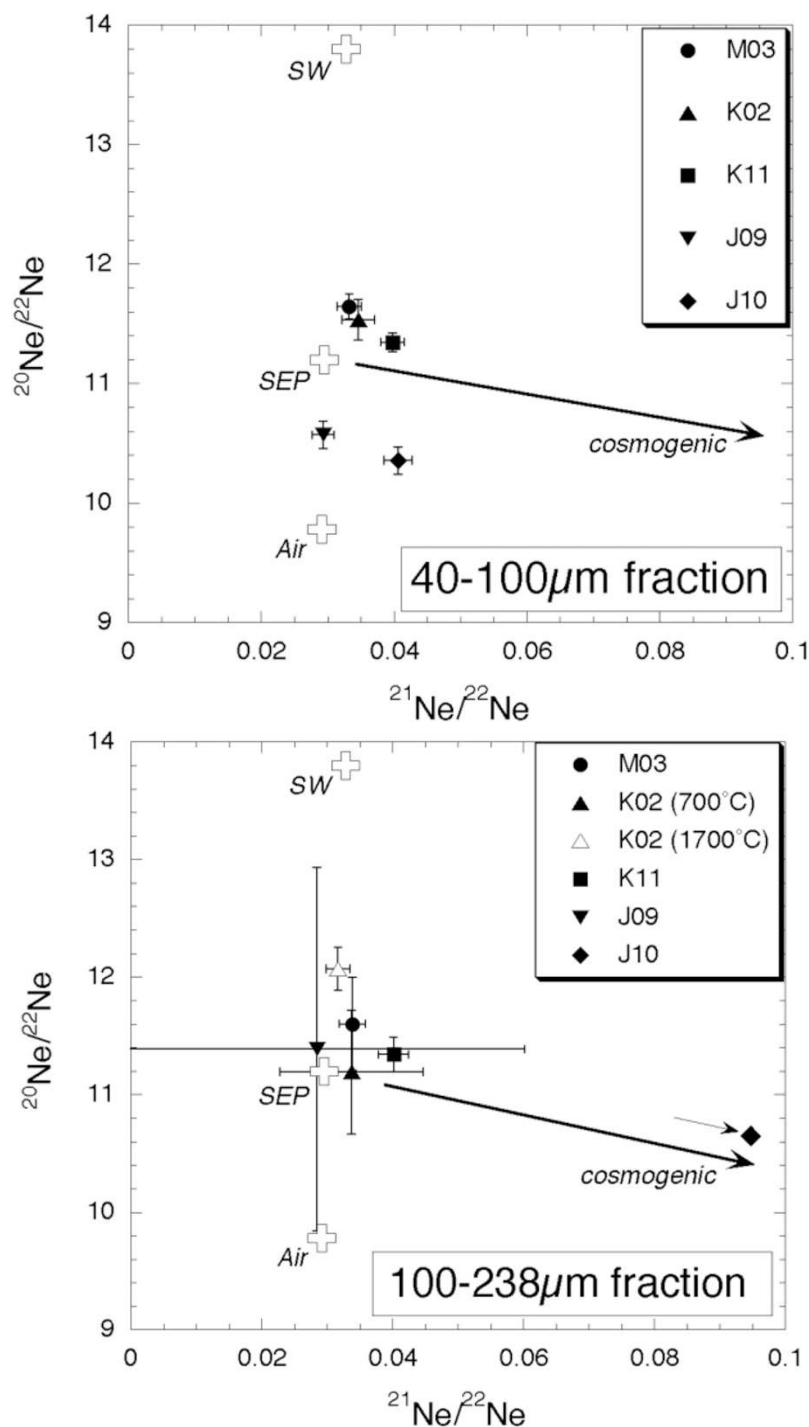 14
13
12
11
10
9
²⁰Ne/²²Ne
SW
SEP
Air
cosmogenic
M03
K02
K11
J09
J10
40-100µm fraction
0 0.02 0.04 0.06 0.08 0.1
²¹Ne/²²Ne
14
13
12
11
10
9
²⁰Ne/²²Ne
SW
SEP
Air
cosmogenic
M03
K02 (700°C)
K02 (1700°C)
K11
J09
J10
100-238µm fraction
0 0.02 0.04 0.06 0.08 0.1
²¹Ne/²²Ne